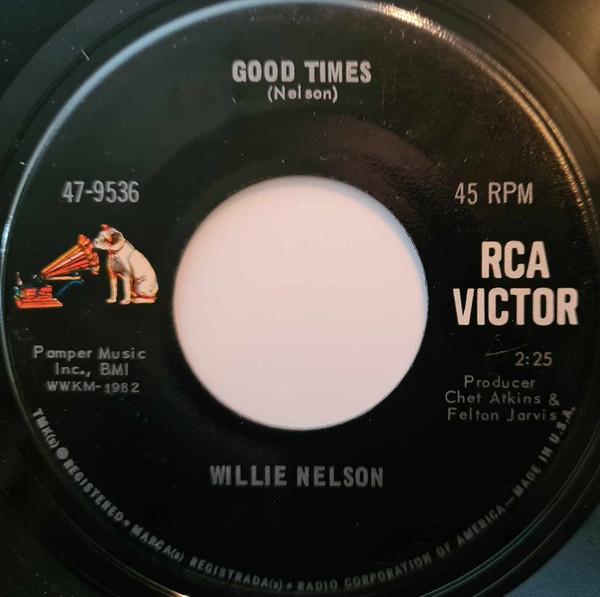 GOOD TIMES
(Nelson)
47-9536
45 RPM
RCA
VICTOR
Pamper Music
Inc., BMI
WWKM-1982
2:25
Producer
Chet Atkins &
Felton Jarvis
WILLIE NELSON
TMK(s) ® REGISTERED • MARCA(s) REGISTRADA(s) • RADIO CORPORATION OF AMERICA—MADE IN U.S.A.